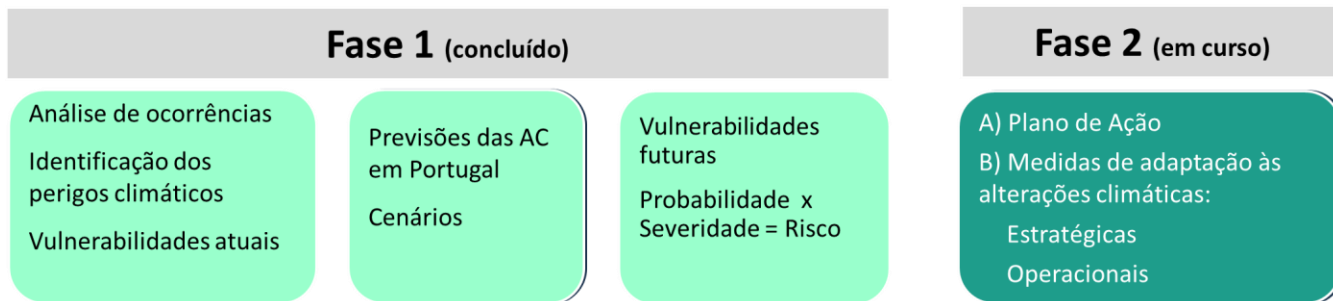 Fase 1 (concluído)
Análise de ocorrências
Identificação dos
perigos climáticos
Vulnerabilidades atuais
Previsões das AC
em Portugal
Cenários
Vulnerabilidades
futuras
Probabilidade x
Severidade = Risco
Fase 2 (em curso)
A) Plano de Ação
B) Medidas de adaptação às
alterações climáticas:
Estratégicas
Operacionais